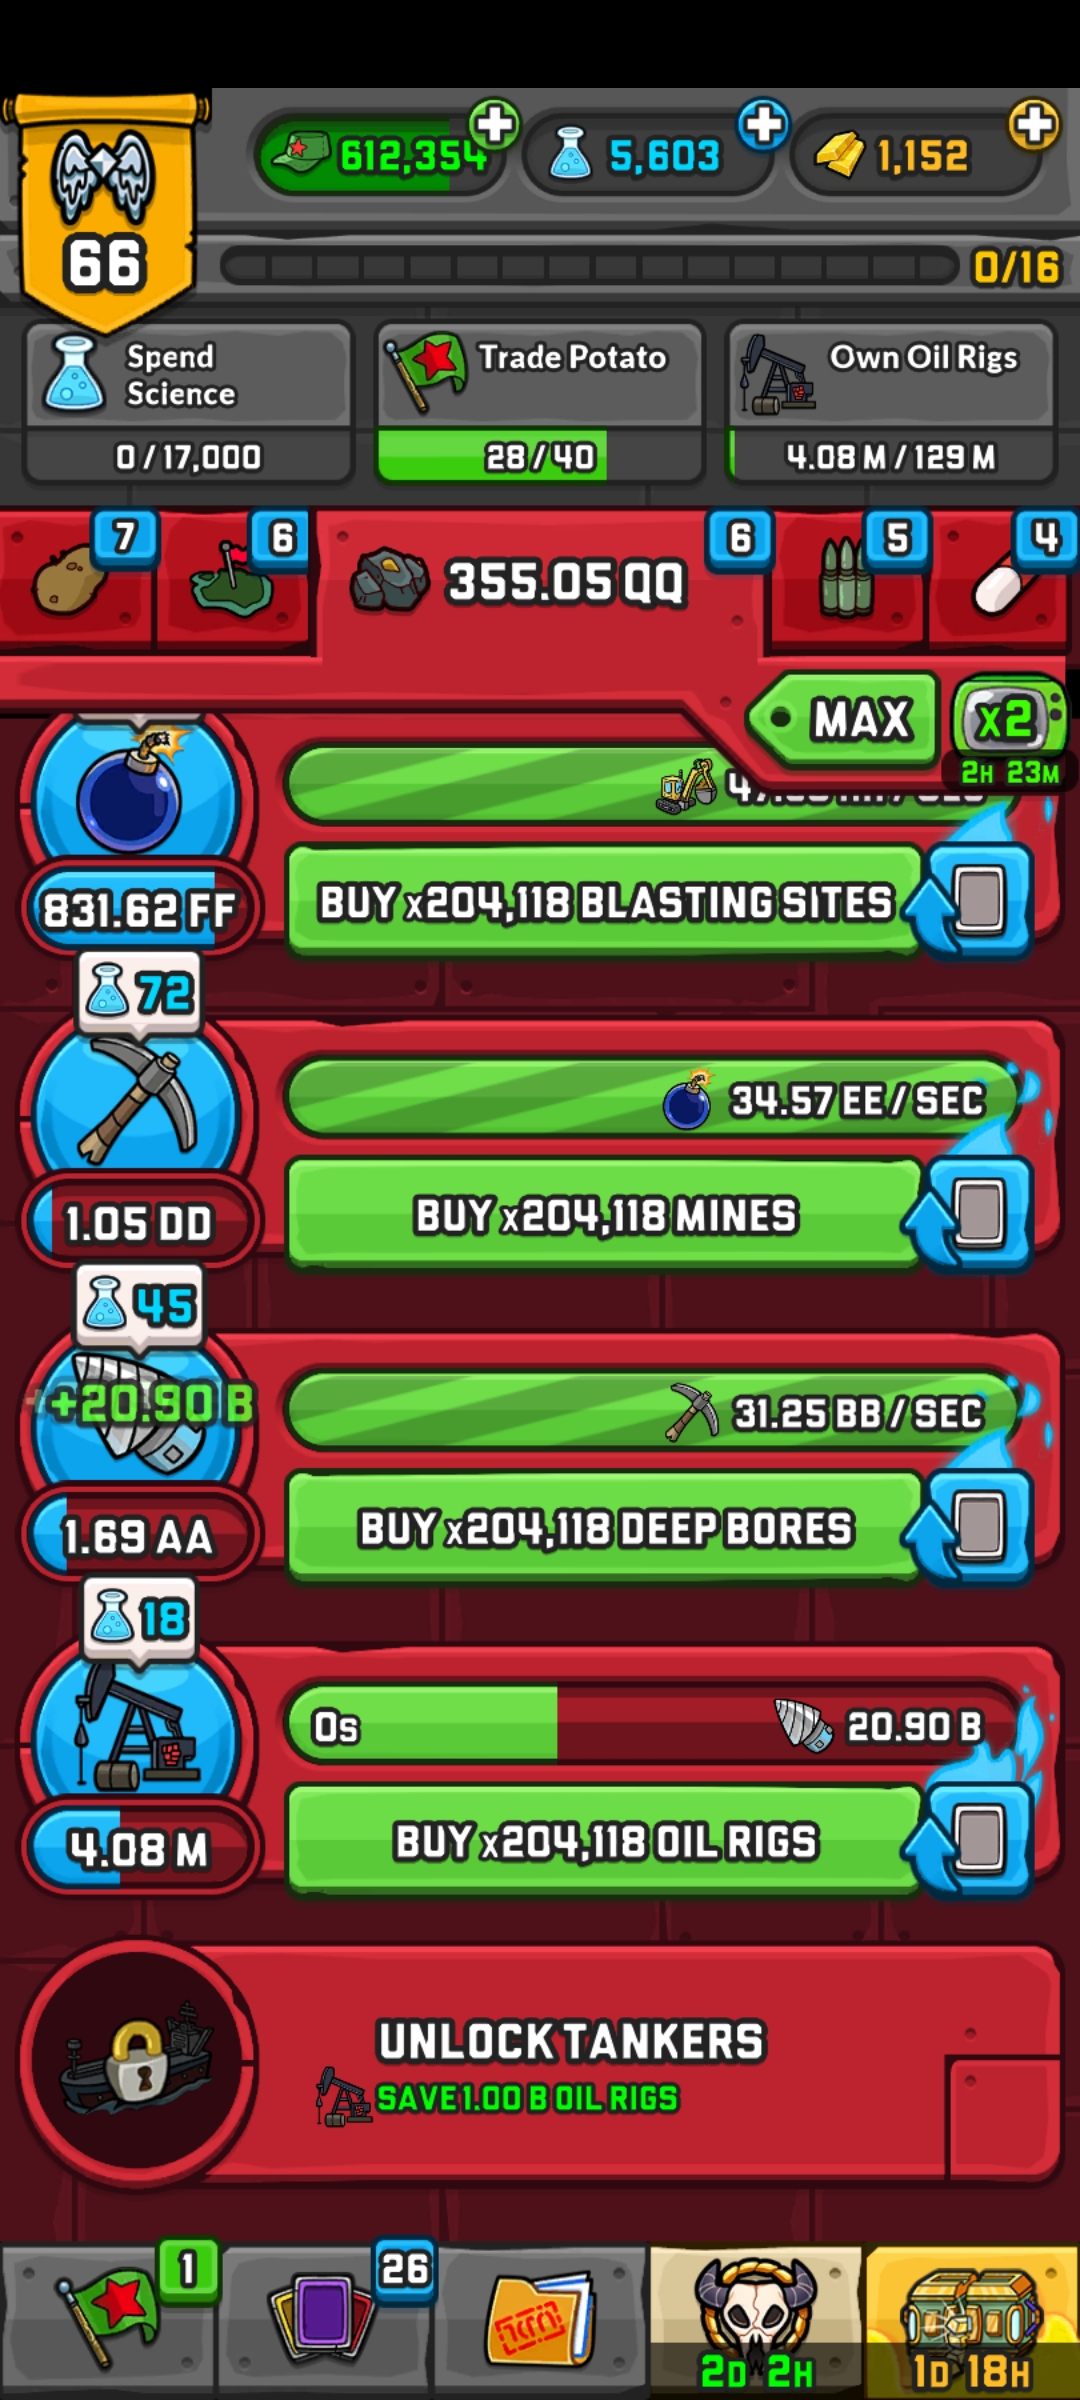 612,354
5,603
1,152
66
0/16
Spend
Science
0 / 17,000
Trade Potato
28 / 40
Own Oil Rigs
4.08 M / 129 M
7
6
355.05 QQ
6
5
4
MAX
x2
2H 23M
BUY x204,118 BLASTING SITES
831.62 FF
72
34.57 EE / SEC
BUY x204,118 MINES
1.05 DD
45
+20.90 B
31.25 BB / SEC
BUY x204,118 DEEP BORES
1.69 AA
18
0s
20.90 B
BUY x204,118 OIL RIGS
4.08 M
UNLOCK TANKERS
SAVE 1.00 B OIL RIGS
1
26
2D 2H
1D 18H